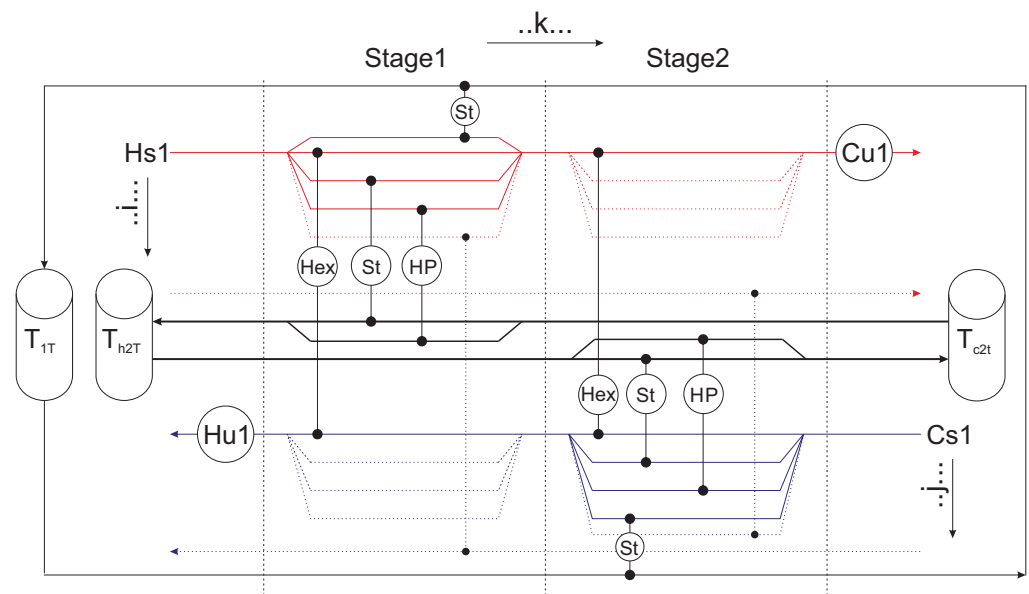 ..k...
Stage1 Stage2
St
Hs1 Cu1
..i...
Hex St HP
T1T Th2T Tc2t
Hex St HP
Hu1 Cs1
..j...
St